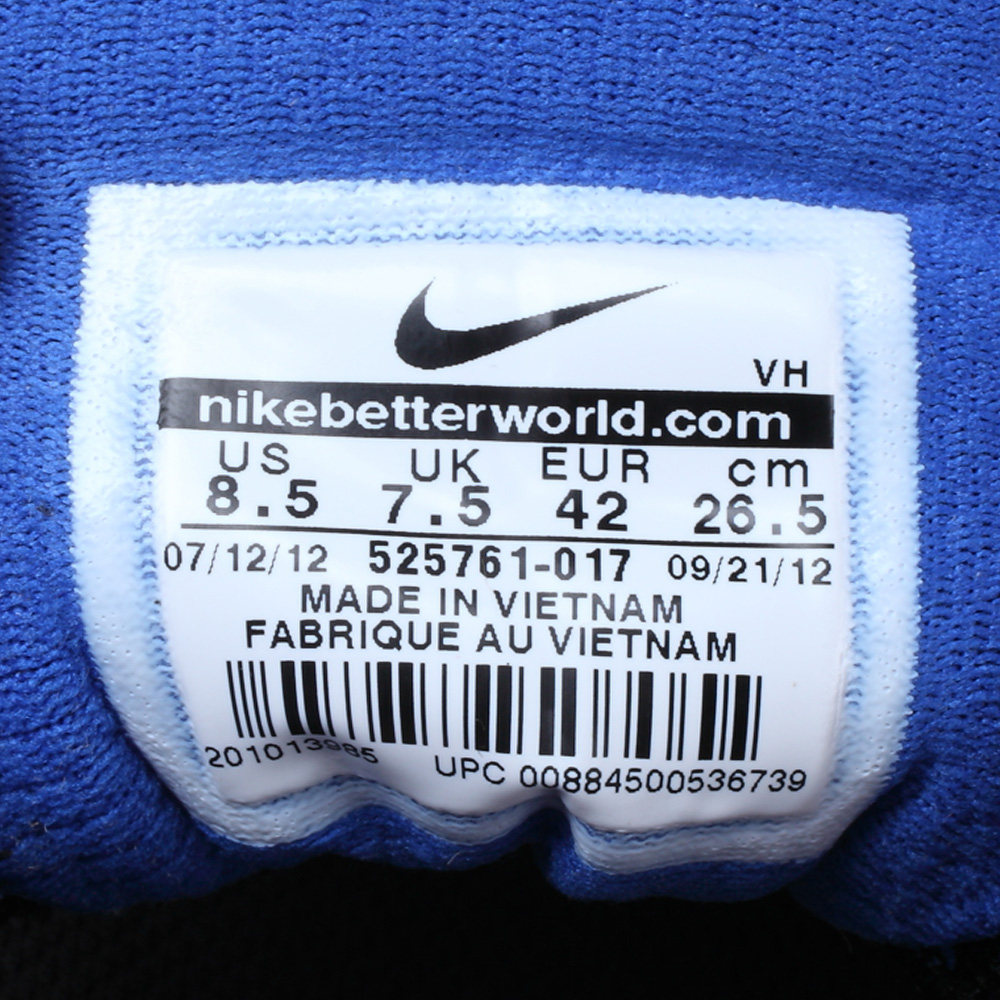 VH
nikebetterworld.com
US UK EUR cm
8.5 7.5 42 26.5
07/12/12 525761-017 09/21/12
MADE IN VIETNAM
FABRIQUE AU VIETNAM
201013985 UPC 00884500536739